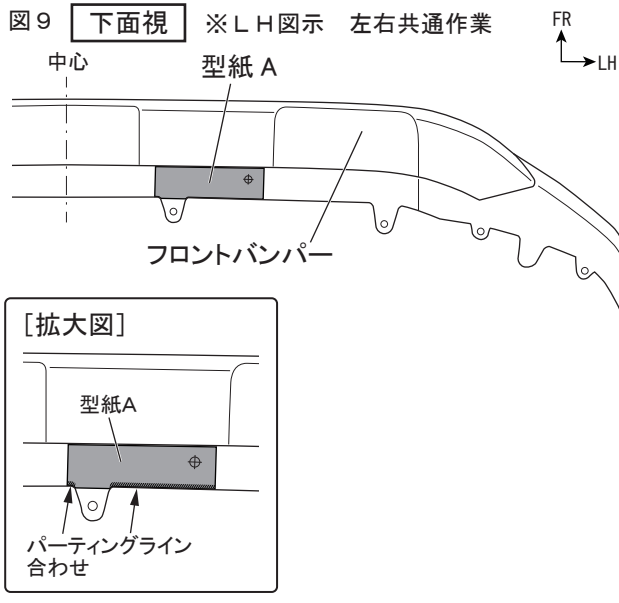 図9 下面視 ※LH図示 左右共通作業
FR
LH
中心
型紙A
フロントバンパー
[拡大図]
型紙A
パーティングライン
合わせ